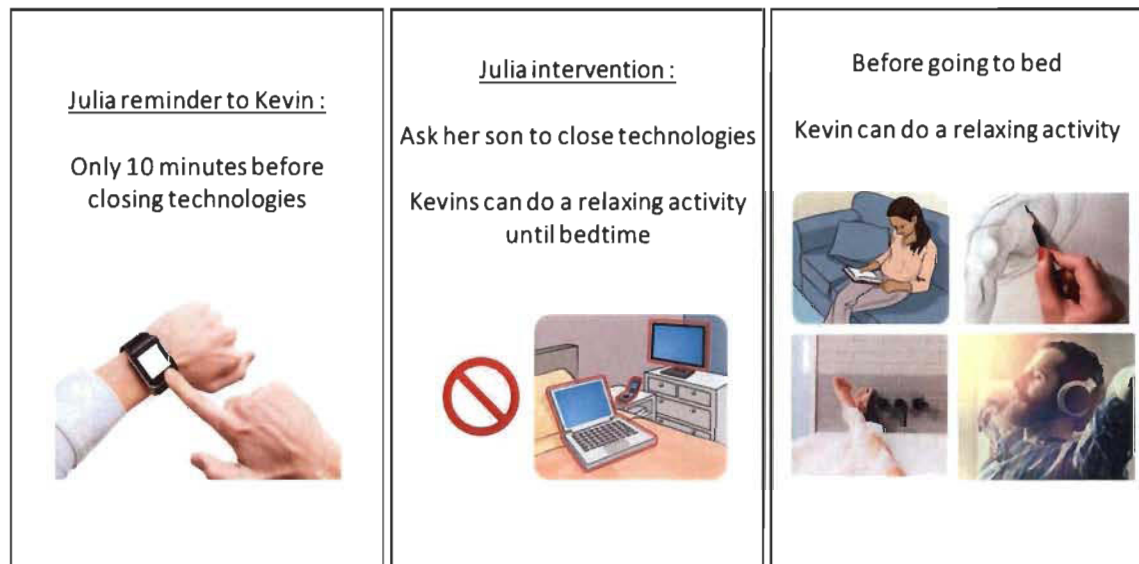 Julia reminder to Kevin :
Only 10 minutes before
closing technologies
Julia intervention :
Ask her son to close technologies
Kevins can do a relaxing activity
until bedtime
Before going to bed
Kevin can do a relaxing activity